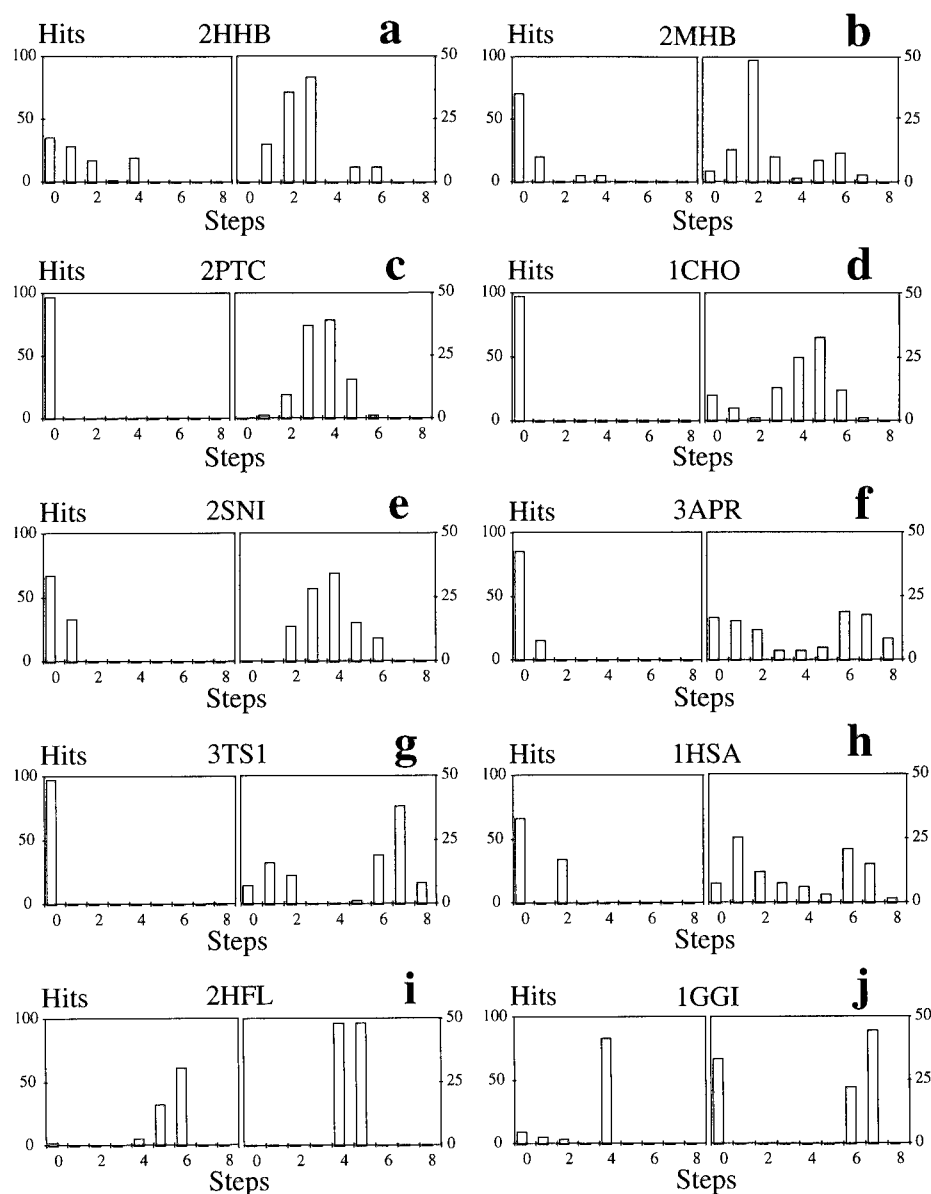 Hits 2HHB a
100 50
50 25
0 0
0 2 4 6 8 0 2 4 6 8
Steps
Hits 2MHB b
100 50
50 25
0 0
0 2 4 6 8 0 2 4 6 8
Steps
Hits 2PTC c
100 50
50 25
0 0
0 2 4 6 8 0 2 4 6 8
Steps
Hits 1CHO d
100 50
50 25
0 0
0 2 4 6 8 0 2 4 6 8
Steps
Hits 2SNI e
100 50
50 25
0 0
0 2 4 6 8 0 2 4 6 8
Steps
Hits 3APR f
100 50
50 25
0 0
0 2 4 6 8 0 2 4 6 8
Steps
Hits 3TS1 g
100 50
50 25
0 0
0 2 4 6 8 0 2 4 6 8
Steps
Hits 1HSA h
100 50
50 25
0 0
0 2 4 6 8 0 2 4 6 8
Steps
Hits 2HFL i
100 50
50 25
0 0
0 2 4 6 8 0 2 4 6 8
Steps
Hits 1GGI j
100 50
50 25
0 0
0 2 4 6 8 0 2 4 6 8
Steps